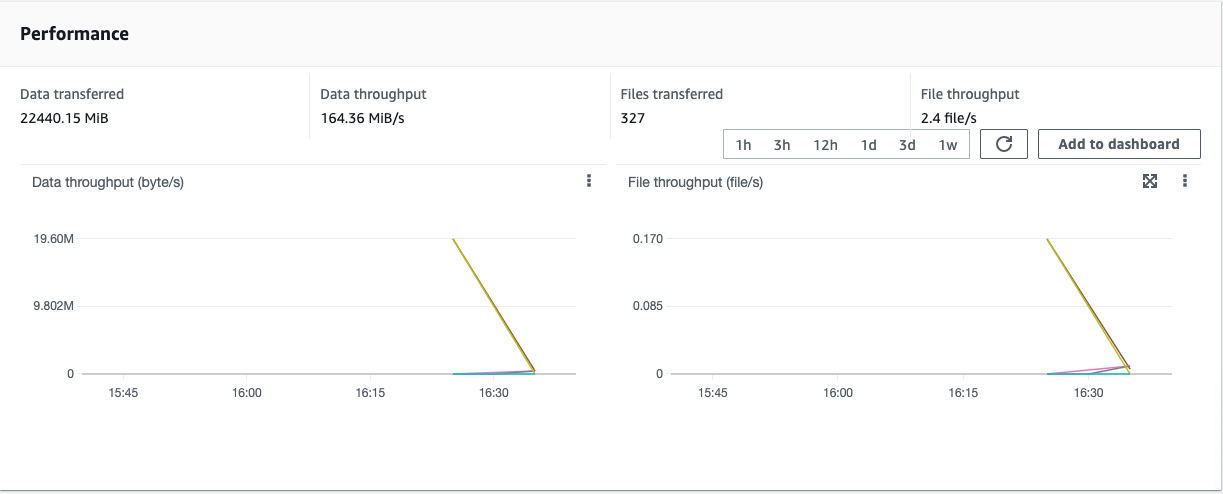 Performance
Data transferred
22440.15 MiB
Data throughput
164.36 MiB/s
Files transferred
327
File throughput
2.4 file/s
1h 3h 12h 1d 3d 1w
Add to dashboard
Data throughput (byte/s)
19.60M
9.802M
0
15:45 16:00 16:15 16:30
File throughput (file/s)
0.170
0.085
0
15:45 16:00 16:15 16:30